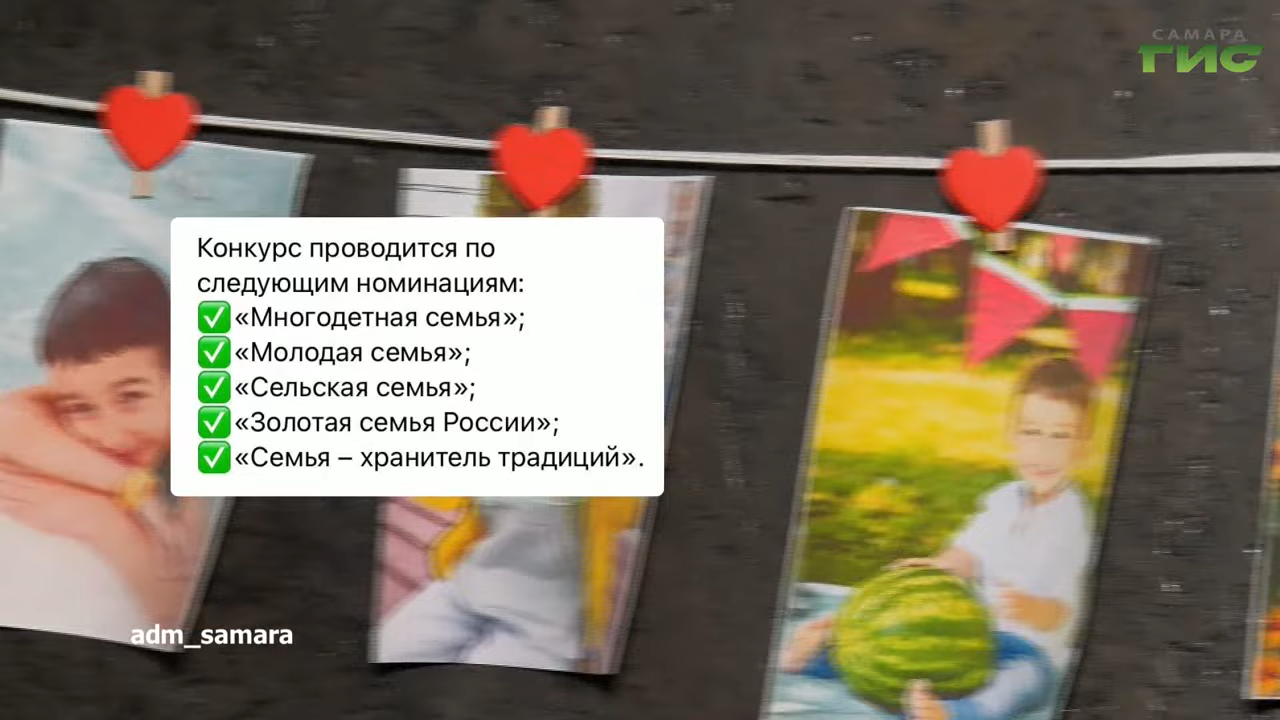 САМАРА
ГИС
Конкурс проводится по
следующим номинациям:
✅«Многодетная семья»;
✅«Молодая семья»;
✅«Сельская семья»;
✅«Золотая семья России»;
✅«Семья – хранитель традиций».
adm_samara